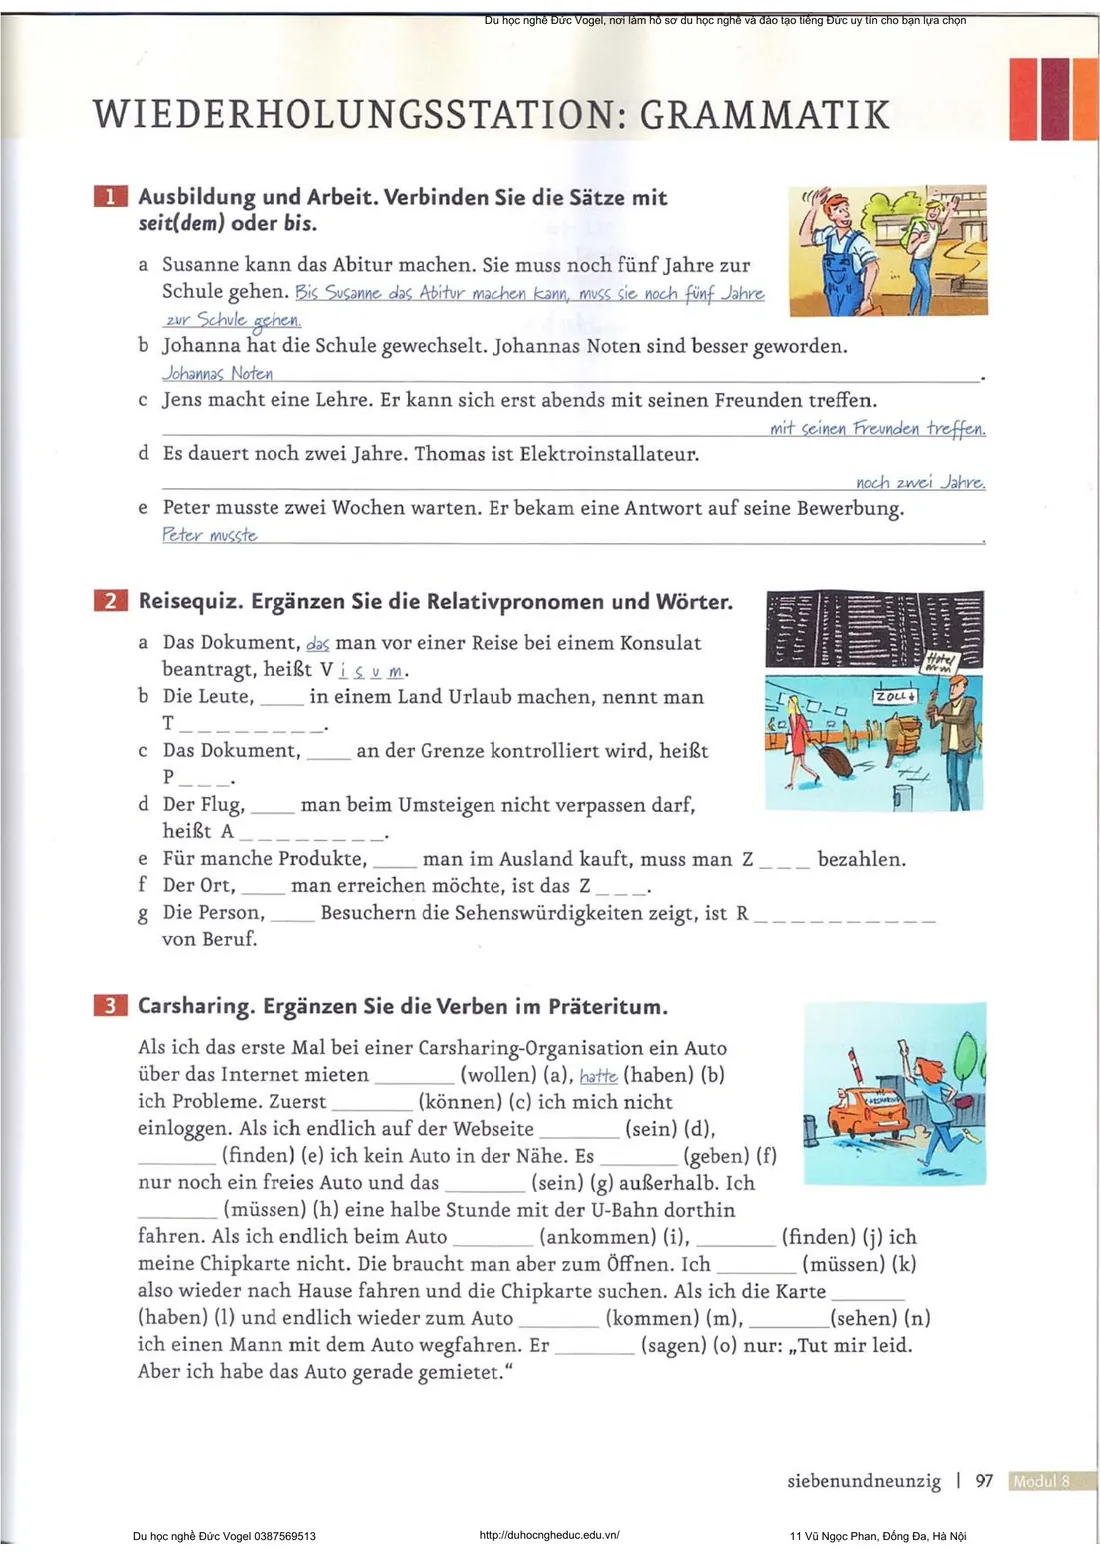 Du học nghề Đức Vogel, nơi làm hồ sơ du học nghề và đào tạo tiếng Đức uy tín cho bạn lựa chọn
WIEDERHOLUNGSSTATION: GRAMMATIK
1 Ausbildung und Arbeit. Verbinden Sie die Sätze mit
seit(dem) oder bis.
a Susanne kann das Abitur machen. Sie muss noch fünf Jahre zur
Schule gehen. Bis Susanne das Abitur machen kann, muss sie noch fünf Jahre
zur Schule gehen.
b Johanna hat die Schule gewechselt. Johannas Noten sind besser geworden.
Johannas Noten ______.
c Jens macht eine Lehre. Er kann sich erst abends mit seinen Freunden treffen.
______ mit seinen Freunden treffen.
d Es dauert noch zwei Jahre. Thomas ist Elektroinstallateur.
______ noch zwei Jahre.
e Peter musste zwei Wochen warten. Er bekam eine Antwort auf seine Bewerbung.
Peter musste ______.
2 Reisequiz. Ergänzen Sie die Relativpronomen und Wörter.
Hotel
ZOLL
a Das Dokument, das man vor einer Reise bei einem Konsulat
beantragt, heißt V i s u m.
b Die Leute, ____ in einem Land Urlaub machen, nennt man
T _ _ _ _ _ _ _ _.
c Das Dokument, ____ an der Grenze kontrolliert wird, heißt
P _ _ _.
d Der Flug, ____ man beim Umsteigen nicht verpassen darf,
heißt A _ _ _ _ _ _ _ _.
e Für manche Produkte, ____ man im Ausland kauft, muss man Z _ _ _ bezahlen.
f Der Ort, ____ man erreichen möchte, ist das Z _ _ _.
g Die Person, ____ Besuchern die Sehenswürdigkeiten zeigt, ist R _ _ _ _ _ _ _ _ _ _
von Beruf.
3 Carsharing. Ergänzen Sie die Verben im Präteritum.
CARSHARING
Als ich das erste Mal bei einer Carsharing-Organisation ein Auto
über das Internet mieten _______ (wollen) (a), hatte (haben) (b)
ich Probleme. Zuerst _______ (können) (c) ich mich nicht
einloggen. Als ich endlich auf der Webseite _______ (sein) (d),
_______ (finden) (e) ich kein Auto in der Nähe. Es _______ (geben) (f)
nur noch ein freies Auto und das _______ (sein) (g) außerhalb. Ich
_______ (müssen) (h) eine halbe Stunde mit der U-Bahn dorthin
fahren. Als ich endlich beim Auto _______ (ankommen) (i), _______ (finden) (j) ich
meine Chipkarte nicht. Die braucht man aber zum Öffnen. Ich _______ (müssen) (k)
also wieder nach Hause fahren und die Chipkarte suchen. Als ich die Karte _______
(haben) (l) und endlich wieder zum Auto _______ (kommen) (m), _______(sehen) (n)
ich einen Mann mit dem Auto wegfahren. Er _______ (sagen) (o) nur: „Tut mir leid.
Aber ich habe das Auto gerade gemietet.“
siebenundneunzig | 97 Modul 8
Du học nghề Đức Vogel 0387569513 http://duhocngheduc.edu.vn/ 11 Vũ Ngọc Phan, Đống Đa, Hà Nội